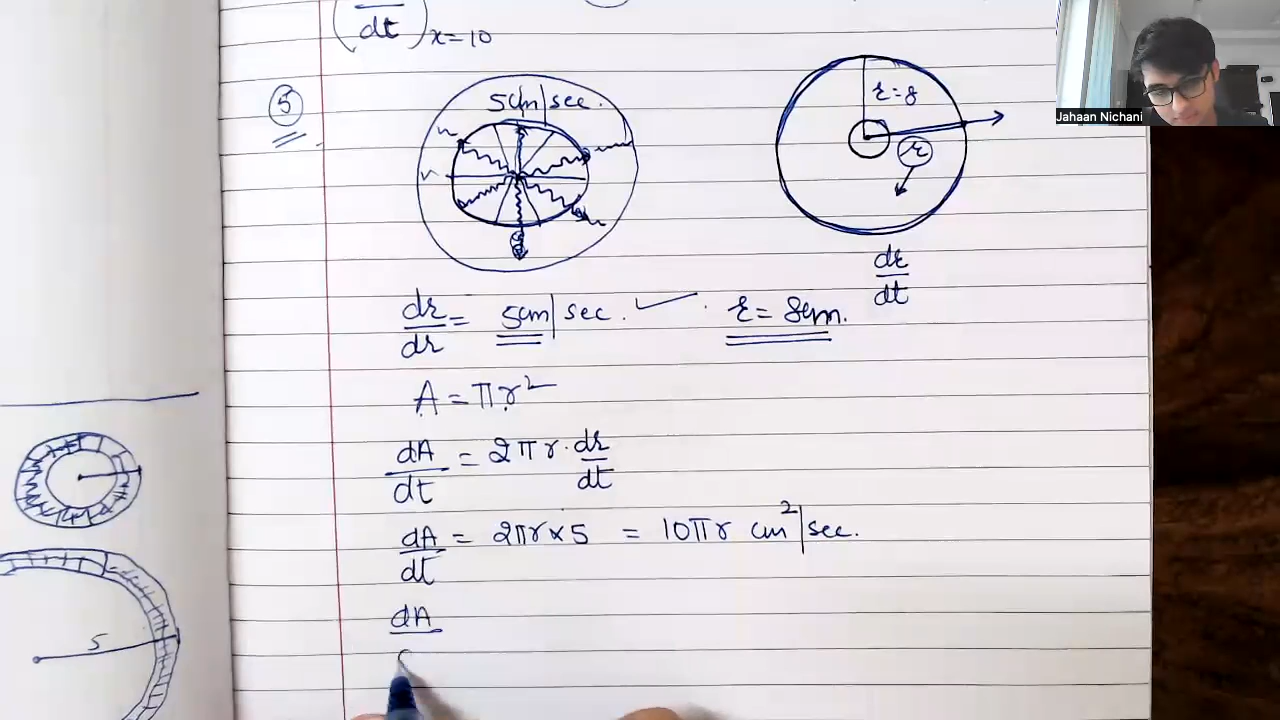 dt x=10
Jahaan Nichani
5
5cm/sec.
r=8
r
dr
dt
dr/dr = 5cm/sec. r = 8cm.
A = πr²
dA/dt = 2πr·dr/dt
dA/dt = 2πr×5 = 10πr cm²/sec.
dA
5